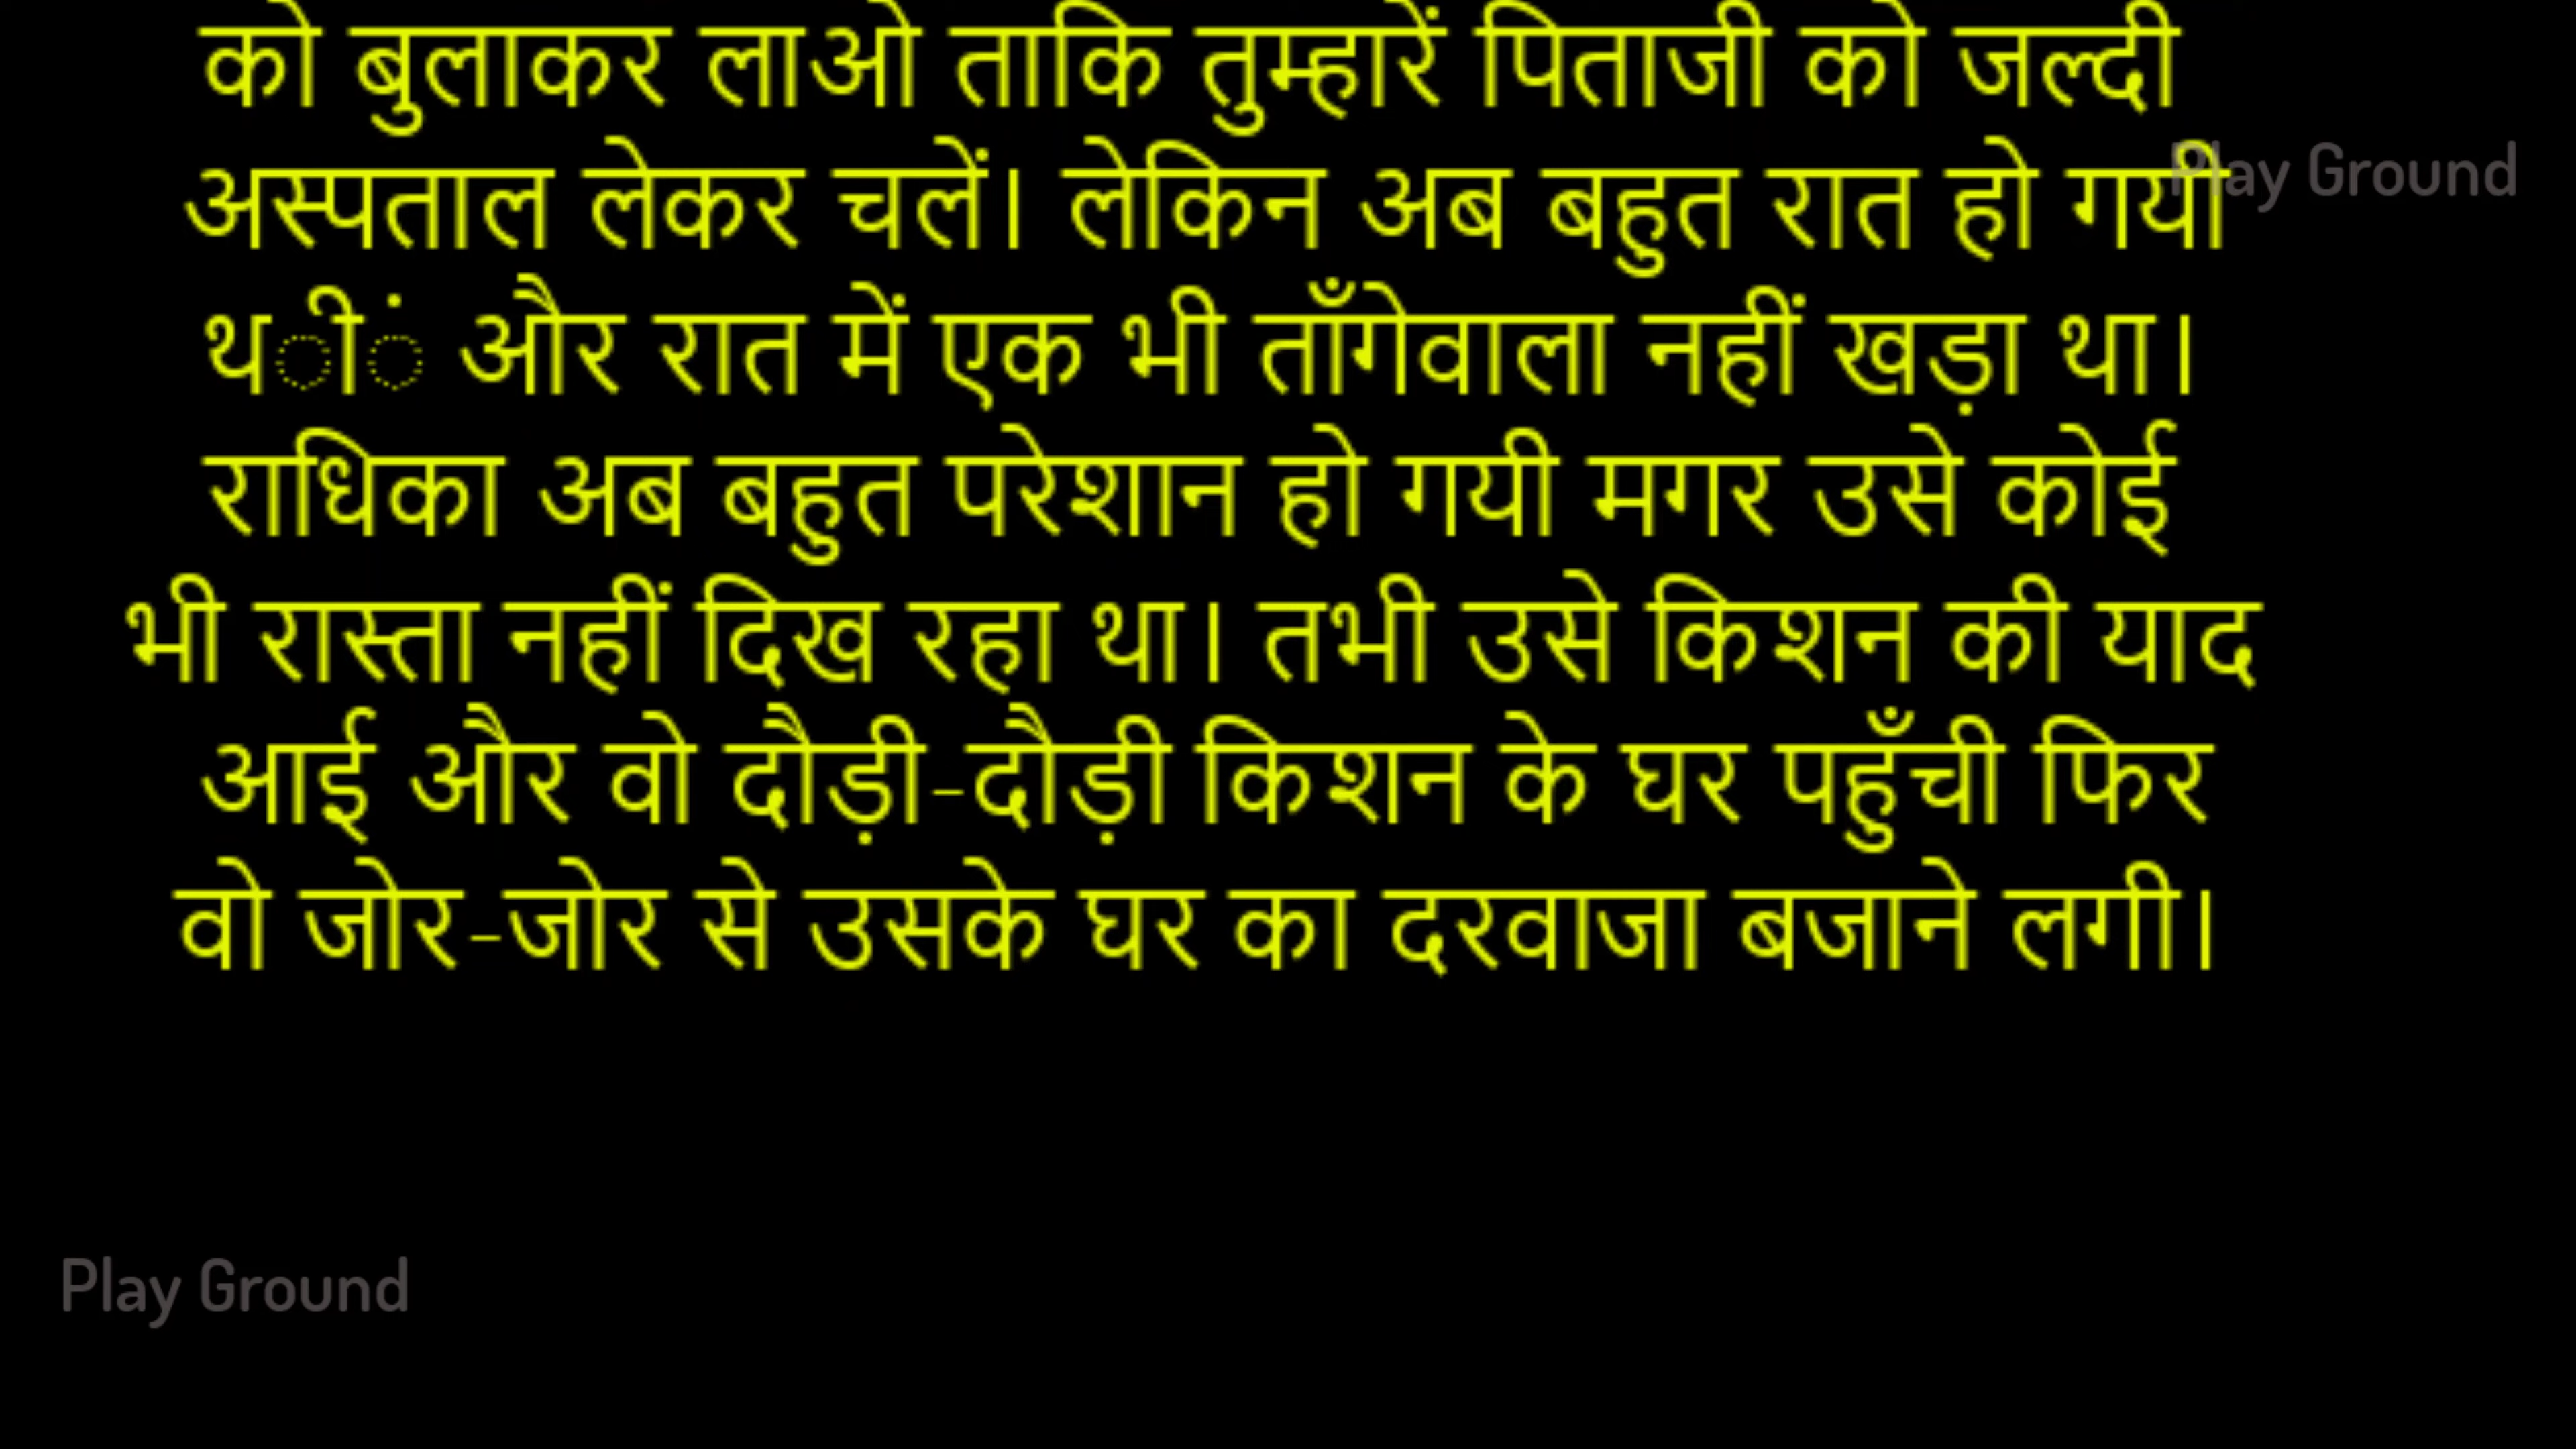 को बुलाकर लाओ ताकि तुम्हारें पिताजी को जल्दी
अस्पताल लेकर चलें। लेकिन अब बहुत रात हो गयी
Play Ground
थीं और रात में एक भी ताँगेवाला नहीं खड़ा था।
राधिका अब बहुत परेशान हो गयी मगर उसे कोई
भी रास्ता नहीं दिख रहा था। तभी उसे किशन की याद
आई और वो दौड़ी-दौड़ी किशन के घर पहुँची फिर
वो जोर-जोर से उसके घर का दरवाजा बजाने लगी।
Play Ground